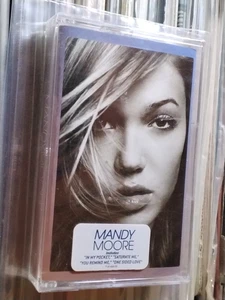 MANDY
MOORE
"IN MY POCKET," "SATURATE ME,"
"YOU REMIND ME," "ONE SIDED LOVE"